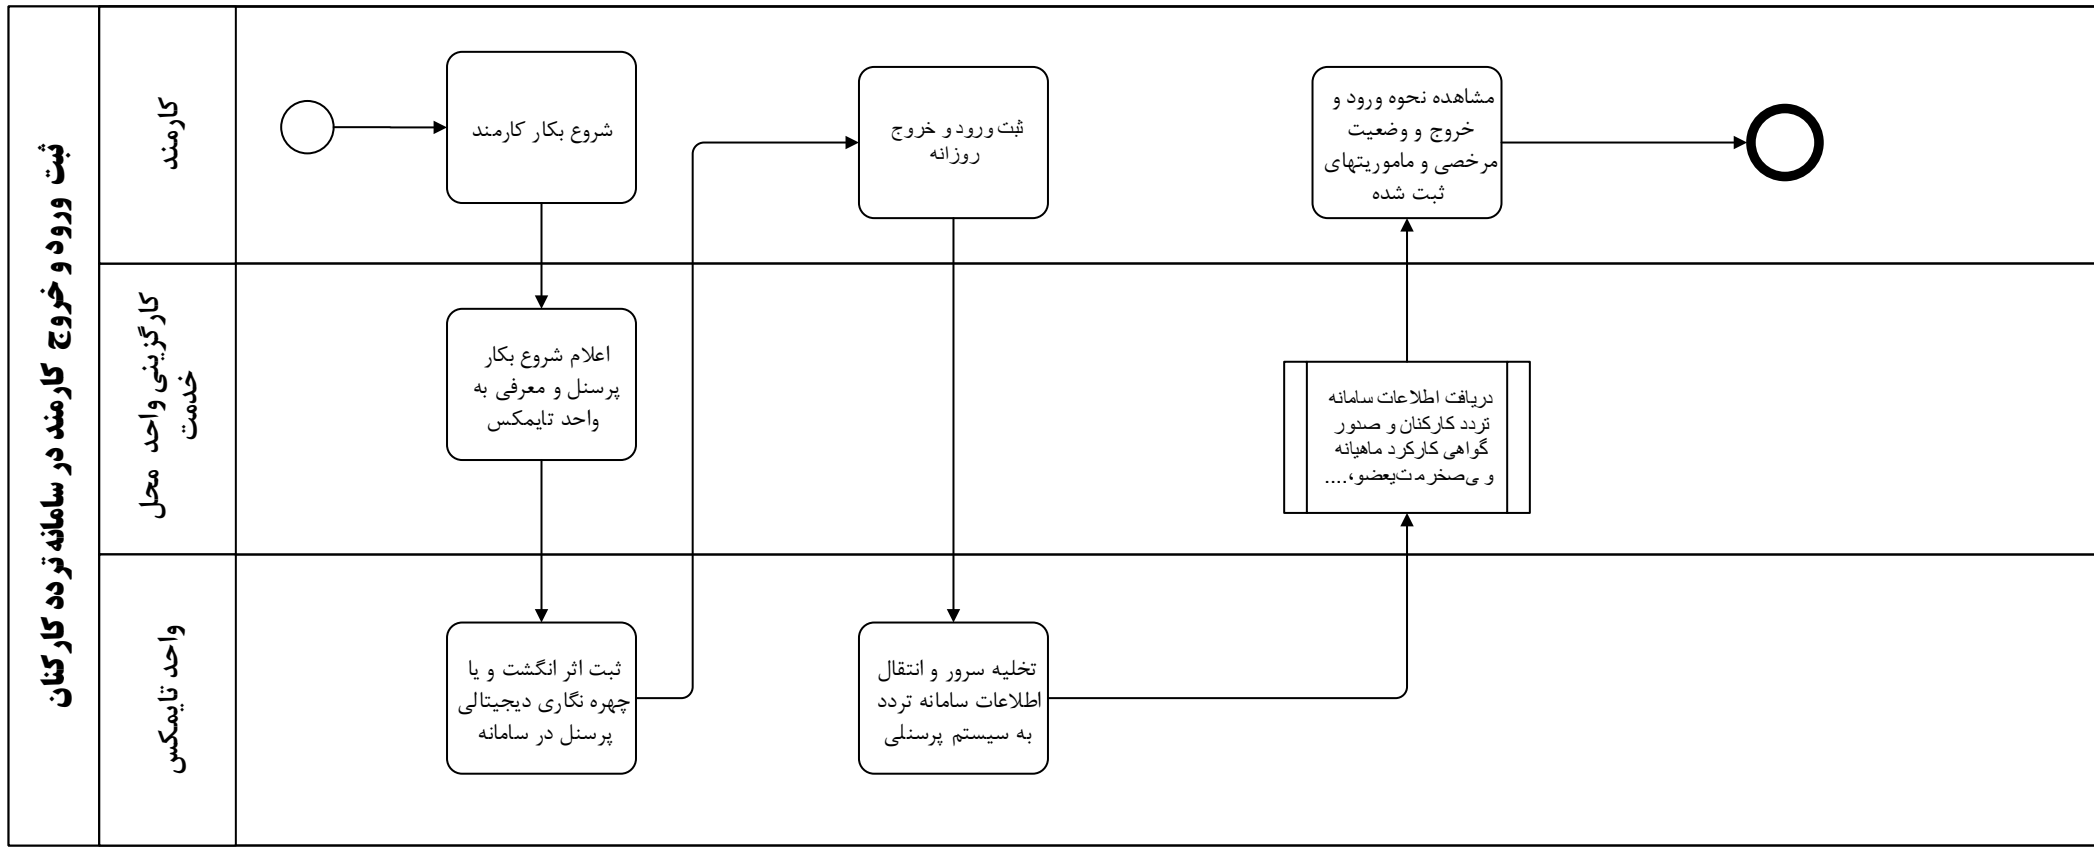 ثبت ورود و خروج کارمند در سامانه تردد کارکنان
کارمند
شروع بکار کارمند
ثبت ورود و خروج
روزانه
مشاهده نحوه ورود و
خروج و وضعیت
مرخصی و ماموریتهای
ثبت شده
کارگزینی واحد محل
خدمت
اعلام شروع بکار
پرسنل و معرفی به
واحد تایمکس
دریافت اطلاعات سامانه
تردد کارکنان و صدور
گواهی کارکرد ماهیانه
و یصخرم تیعضو،....
واحد تایمکس
ثبت اثر انگشت و یا
چهره نگاری دیجیتالی
پرسنل در سامانه
تخلیه سرور و انتقال
اطلاعات سامانه تردد
به سیستم پرسنلی